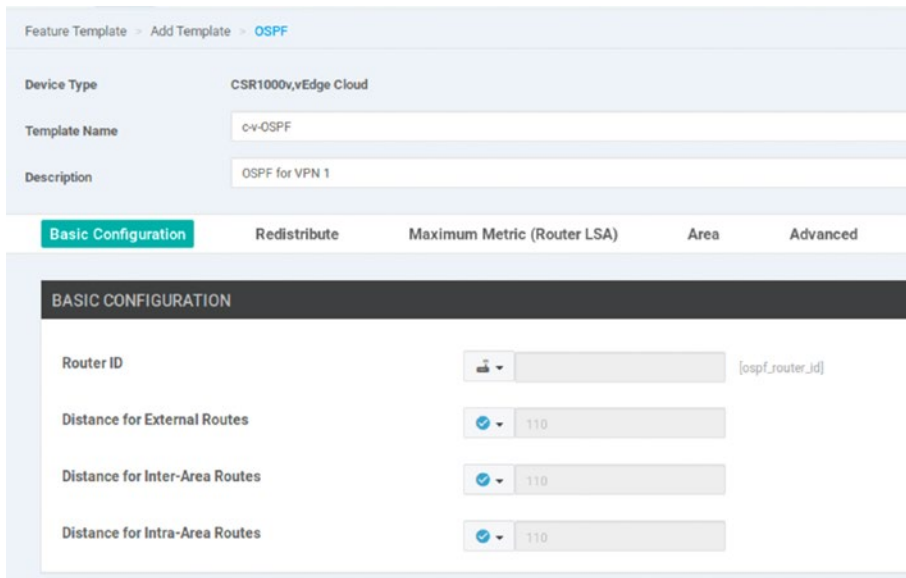 Feature Template > Add Template > OSPF
Device Type CSR1000v,vEdge Cloud
Template Name c-v-OSPF
Description OSPF for VPN 1
Basic Configuration Redistribute Maximum Metric (Router LSA) Area Advanced
BASIC CONFIGURATION
Router ID [ospf_router_id]
Distance for External Routes 110
Distance for Inter-Area Routes 110
Distance for Intra-Area Routes 110